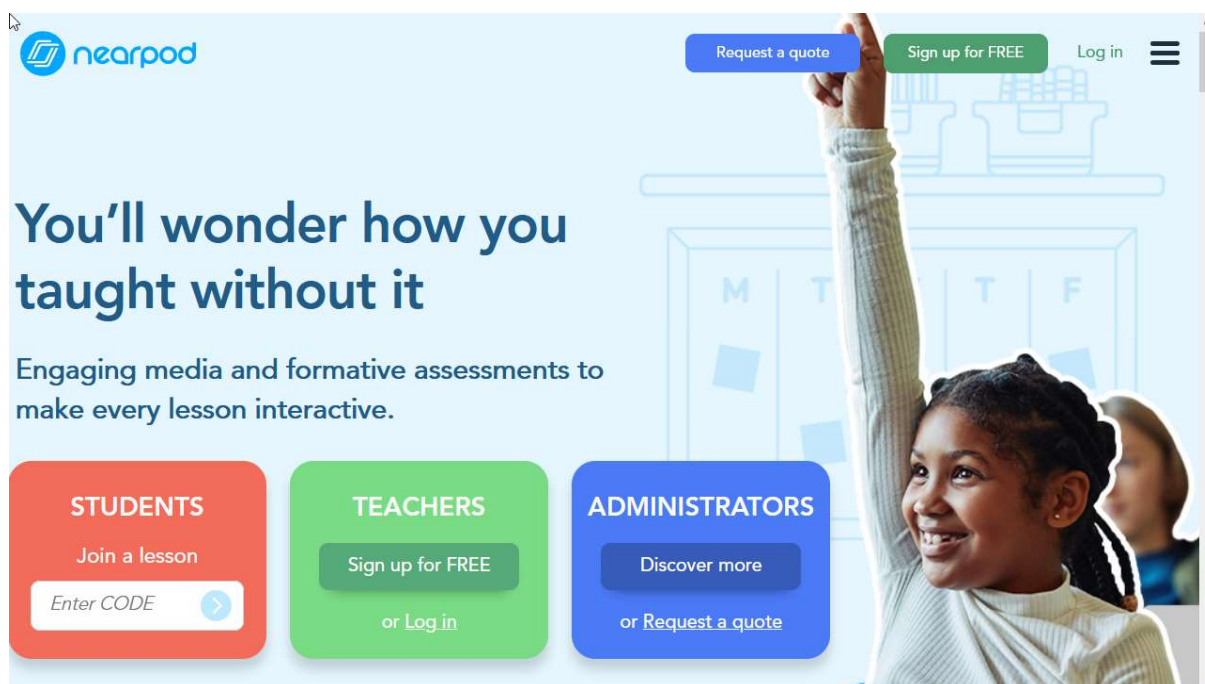 nearpod
Request a quote
Sign up for FREE
Log in
You'll wonder how you
taught without it
Engaging media and formative assessments to
make every lesson interactive.
STUDENTS
Join a lesson
Enter CODE
TEACHERS
Sign up for FREE
or Log in
ADMINISTRATORS
Discover more
or Request a quote
M T T F